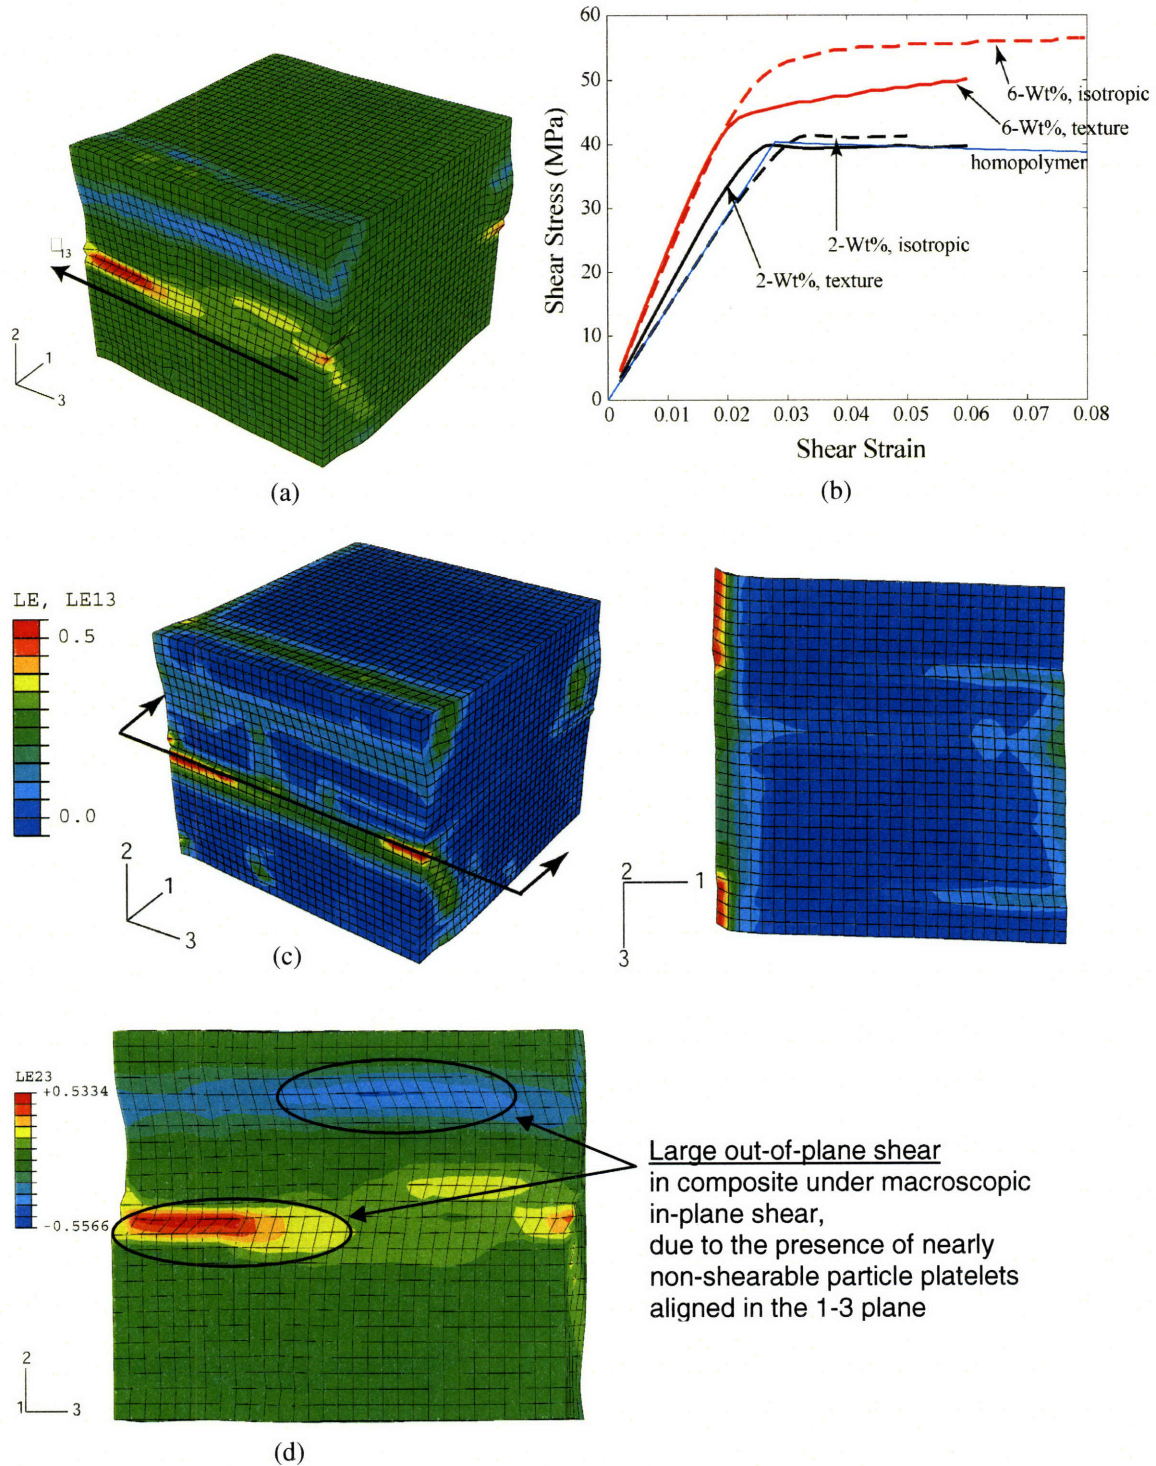 60
50
40
30
20
10
0
Shear Stress (MPa)
6-Wt%, isotropic
6-Wt%, texture
homopolymer
2-Wt%, isotropic
2-Wt%, texture
0 0.01 0.02 0.03 0.04 0.05 0.06 0.07 0.08
Shear Strain
13
2
1
3
(a)
(b)
LE, LE13
0.5
0.0
2
1
3
(c)
2
1
3
LE23
+0.5334
-0.5566
2
1 3
(d)
Large out-of-plane shear
in composite under macroscopic
in-plane shear,
due to the presence of nearly
non-shearable particle platelets
aligned in the 1-3 plane